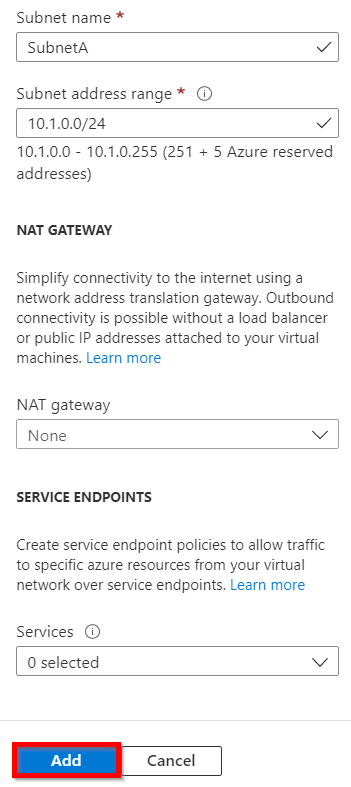 Subnet name *
SubnetA
Subnet address range *
10.1.0.0/24
10.1.0.0 - 10.1.0.255 (251 + 5 Azure reserved
addresses)
NAT GATEWAY
Simplify connectivity to the internet using a
network address translation gateway. Outbound
connectivity is possible without a load balancer
or public IP addresses attached to your virtual
machines. Learn more
NAT gateway
None
SERVICE ENDPOINTS
Create service endpoint policies to allow traffic
to specific azure resources from your virtual
network over service endpoints. Learn more
Services
0 selected
Add Cancel